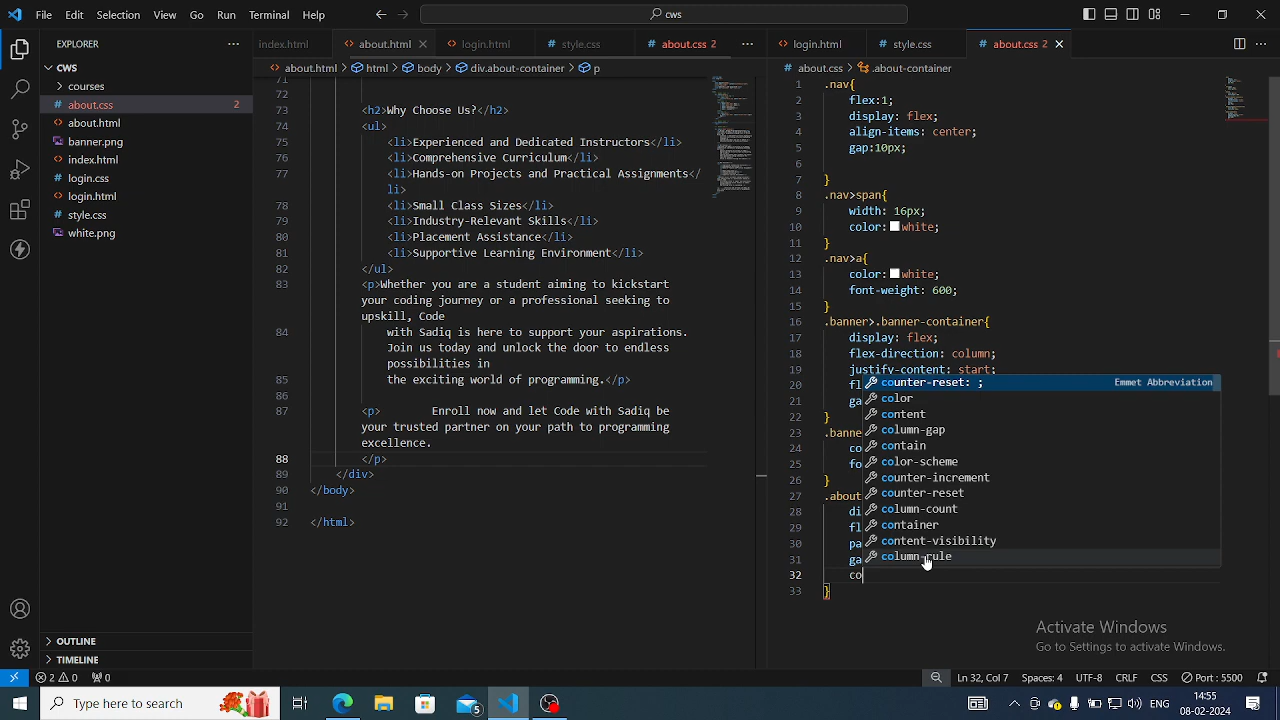 File Edit Selection View Go Run Terminal Help
cws
EXPLORER
CWS
courses
about.css 2
about.html
banner.png
index.html
login.css
login.html
style.css
white.png
OUTLINE
TIMELINE
index.html about.html login.html style.css about.css 2
about.html > html > body > div.about-container > p
71
72
73 <h2>Why Choose Us?</h2>
74 <ul>
75 <li>Experienced and Dedicated Instructors</li>
76 <li>Comprehensive Curriculum</li>
77 <li>Hands-on Projects and Practical Assignments</
li>
78 <li>Small Class Sizes</li>
79 <li>Industry-Relevant Skills</li>
80 <li>Placement Assistance</li>
81 <li>Supportive Learning Environment</li>
82 </ul>
83 <p>Whether you are a student aiming to kickstart
your coding journey or a professional seeking to
upskill, Code
84 with Sadiq is here to support your aspirations.
Join us today and unlock the door to endless
possibilities in
85 the exciting world of programming.</p>
86
87 <p> Enroll now and let Code with Sadiq be
your trusted partner on your path to programming
excellence.
88 </p>
89 </div>
90 </body>
91
92 </html>
login.html style.css about.css 2
about.css > .about-container
1 .nav{
2 flex:1;
3 display: flex;
4 align-items: center;
5 gap:10px;
6
7 }
8 .nav>span{
9 width: 16px;
10 color: white;
11 }
12 .nav>a{
13 color: white;
14 font-weight: 600;
15 }
16 .banner>.banner-container{
17 display: flex;
18 flex-direction: column;
19 justify-content: start;
20 fl
21 ga
22 }
23 .bann
24 co
25 fo
26 }
27 .about
28 di
29 fl
30 pa
31 ga
32 co
33 }
counter-reset: ; Emmet Abbreviation
color
content
column-gap
contain
color-scheme
counter-increment
counter-reset
column-count
container
content-visibility
column-rule
Activate Windows
Go to Settings to activate Windows.
2 0 0
Ln 32, Col 7 Spaces: 4 UTF-8 CRLF CSS Port : 5500
Type here to search
5
ENG
14:55
08-02-2024